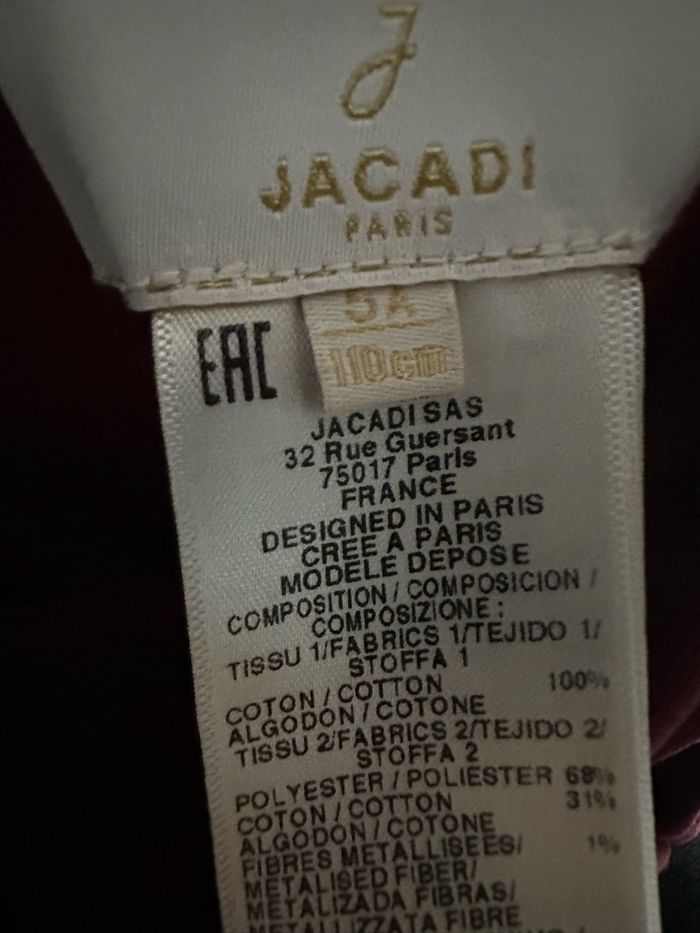 J
JACADI
PARIS
5A
110cm
EAC
JACADI SAS
32 Rue Guersant
75017 Paris
FRANCE
DESIGNED IN PARIS
CREE A PARIS
MODELE DEPOSE
COMPOSITION / COMPOSICION /
COMPOSIZIONE :
TISSU 1/FABRICS 1/TEJIDO 1/
STOFFA 1
COTON / COTTON 100%
ALGODON / COTONE
TISSU 2/FABRICS 2/TEJIDO 2/
STOFFA 2
POLYESTER / POLIESTER 68%
COTON / COTTON 31%
ALGODON / COTONE
FIBRES METALLISEES/ 1%
METALISED FIBER/
METALIZADA FIBRAS/
METALLIZZATA FIBRE